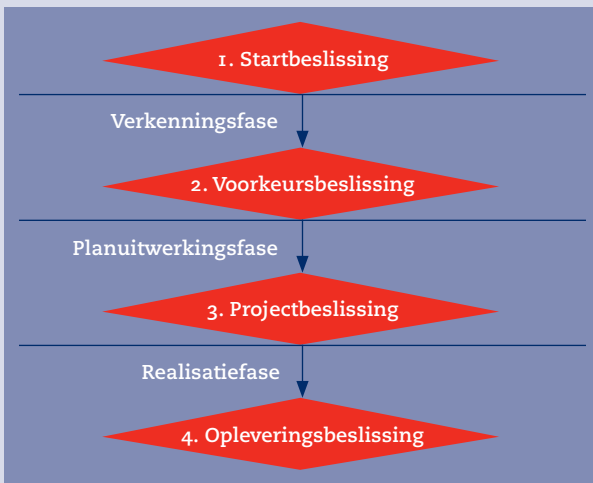 1. Startbeslissing
Verkenningsfase
2. Voorkeursbeslissing
Planuitwerkingsfase
3. Projectbeslissing
Realisatiefase
4. Opleveringsbeslissing